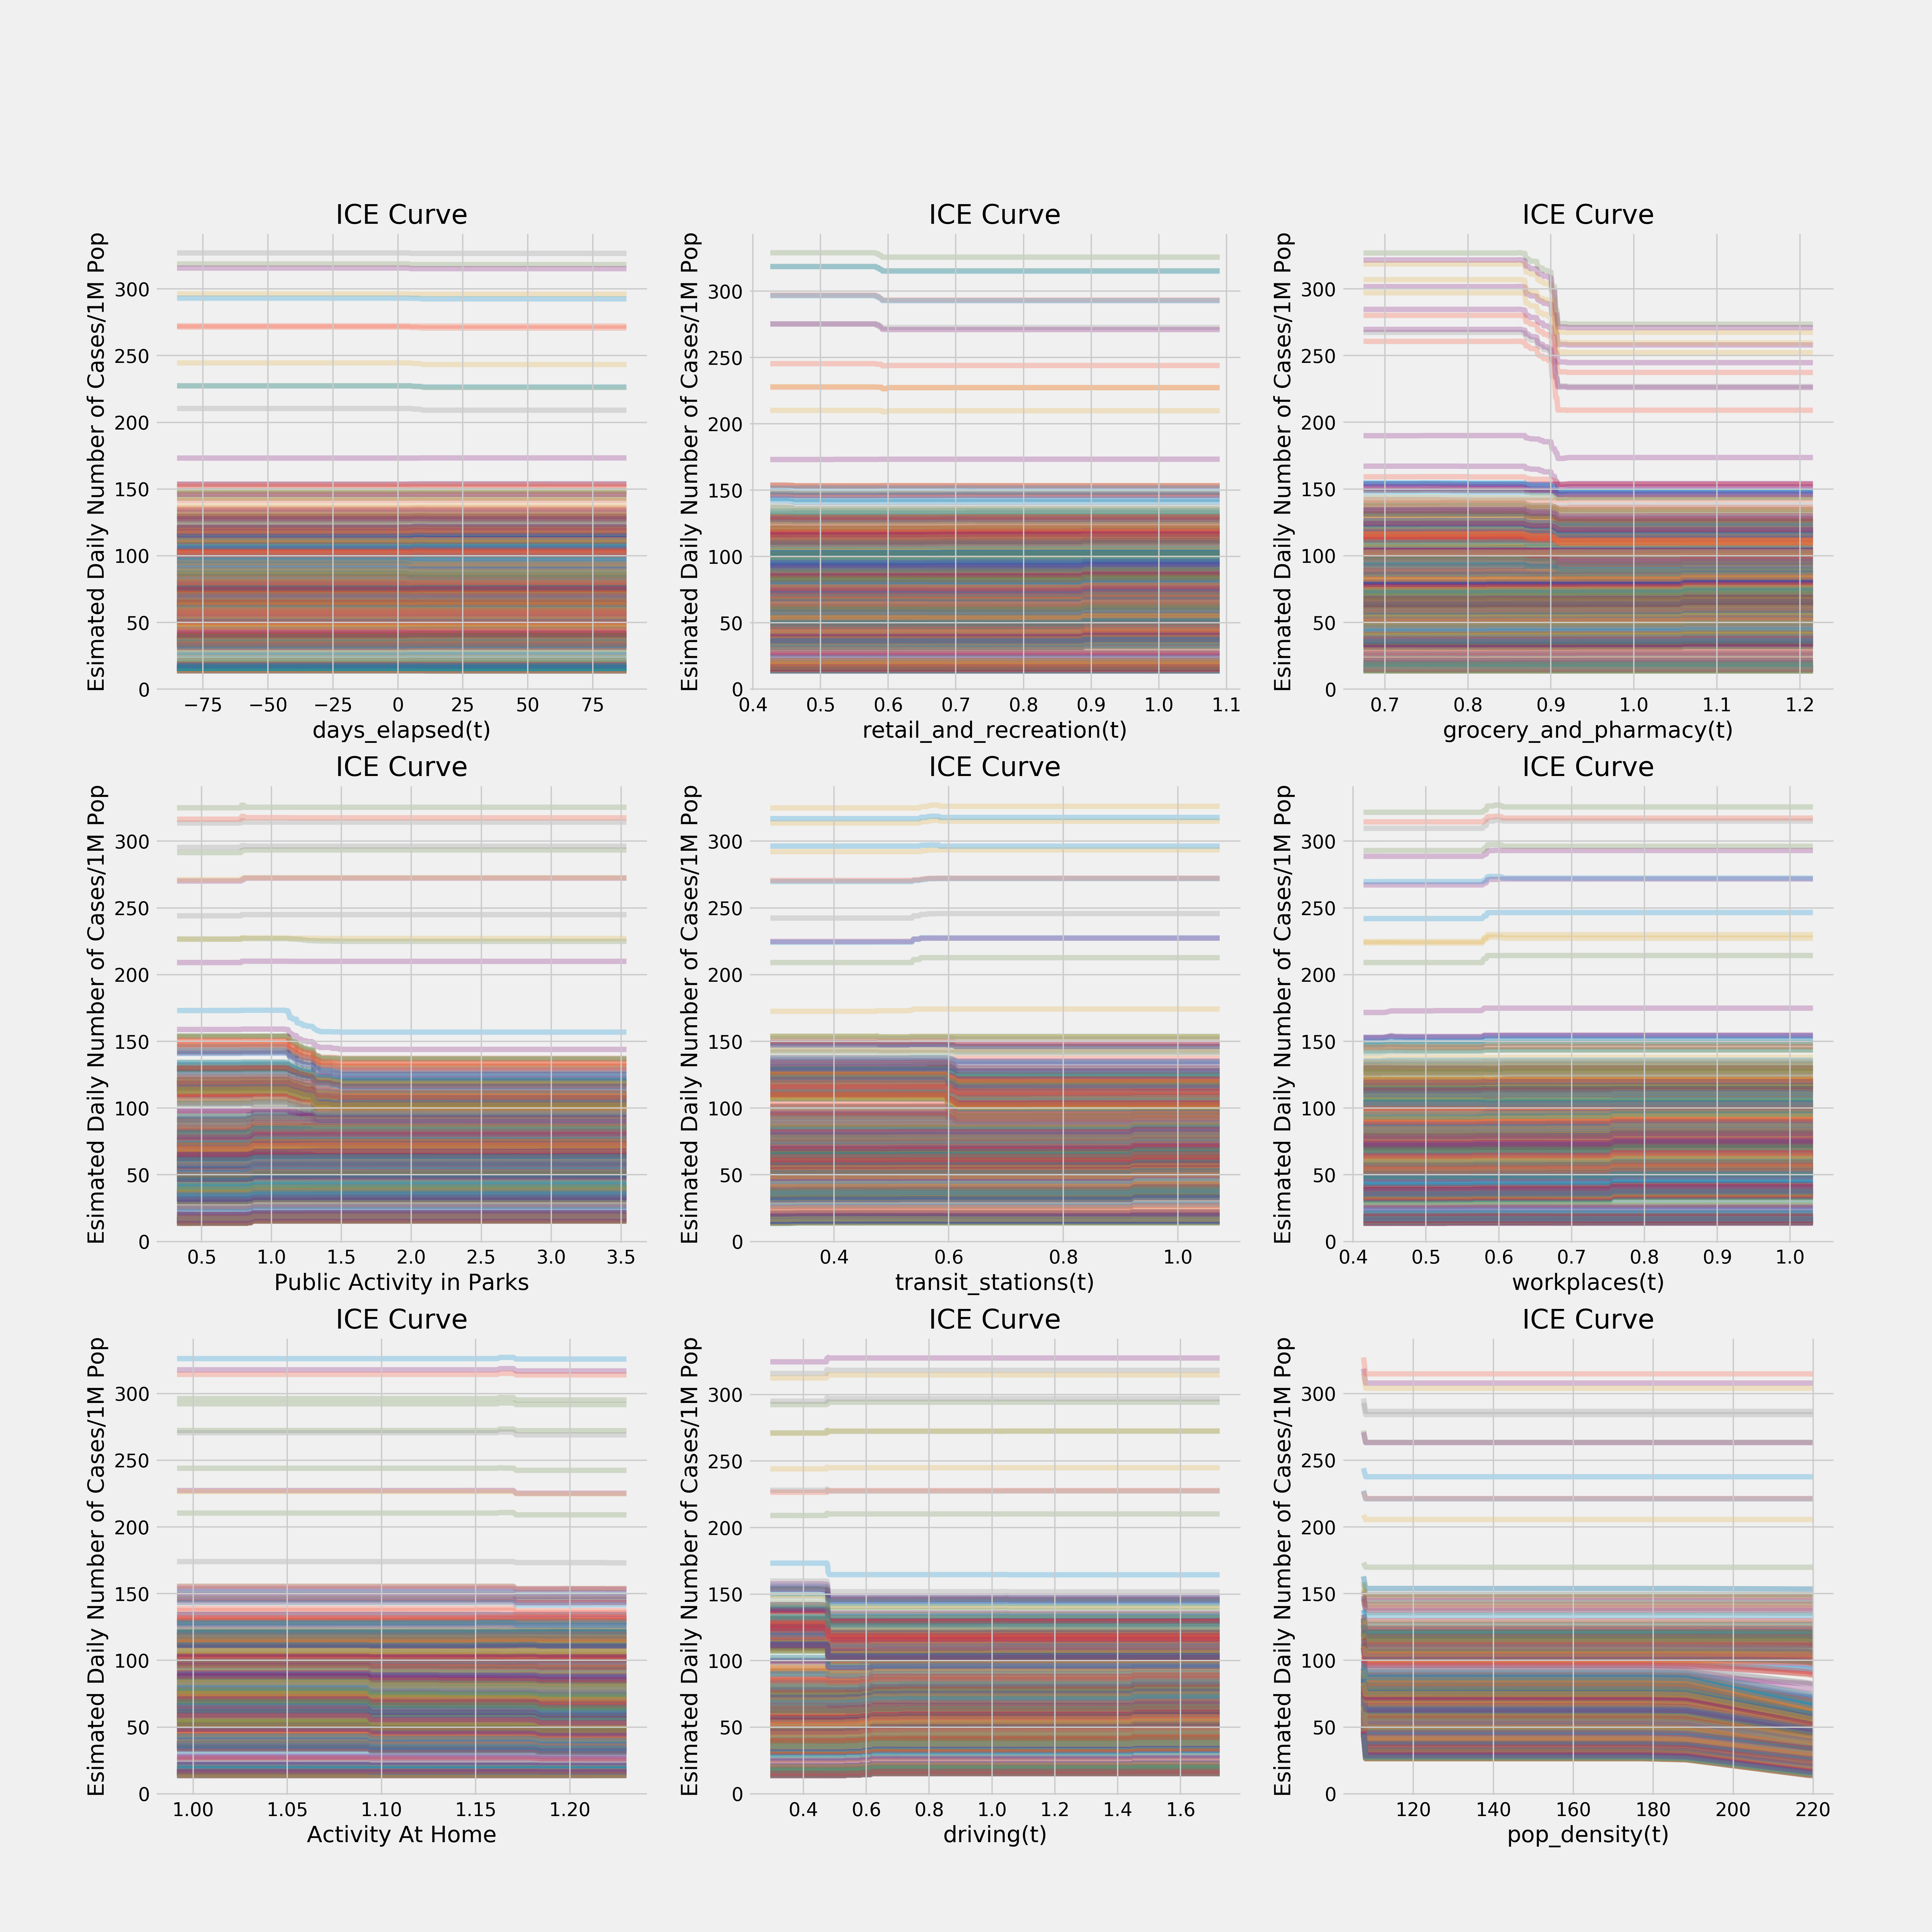 ICE Curve
Esimated Daily Number of Cases/1M Pop
300
250
200
150
100
50
0
−75 −50 −25 0 25 50 75
days_elapsed(t)
ICE Curve
Esimated Daily Number of Cases/1M Pop
300
250
200
150
100
50
0
0.4 0.5 0.6 0.7 0.8 0.9 1.0 1.1
retail_and_recreation(t)
ICE Curve
Esimated Daily Number of Cases/1M Pop
300
250
200
150
100
50
0
0.7 0.8 0.9 1.0 1.1 1.2
grocery_and_pharmacy(t)
ICE Curve
Esimated Daily Number of Cases/1M Pop
300
250
200
150
100
50
0
0.5 1.0 1.5 2.0 2.5 3.0 3.5
Public Activity in Parks
ICE Curve
Esimated Daily Number of Cases/1M Pop
300
250
200
150
100
50
0
0.4 0.6 0.8 1.0
transit_stations(t)
ICE Curve
Esimated Daily Number of Cases/1M Pop
300
250
200
150
100
50
0
0.4 0.5 0.6 0.7 0.8 0.9 1.0
workplaces(t)
ICE Curve
Esimated Daily Number of Cases/1M Pop
300
250
200
150
100
50
0
1.00 1.05 1.10 1.15 1.20
Activity At Home
ICE Curve
Esimated Daily Number of Cases/1M Pop
300
250
200
150
100
50
0
0.4 0.6 0.8 1.0 1.2 1.4 1.6
driving(t)
ICE Curve
Esimated Daily Number of Cases/1M Pop
300
250
200
150
100
50
0
120 140 160 180 200 220
pop_density(t)